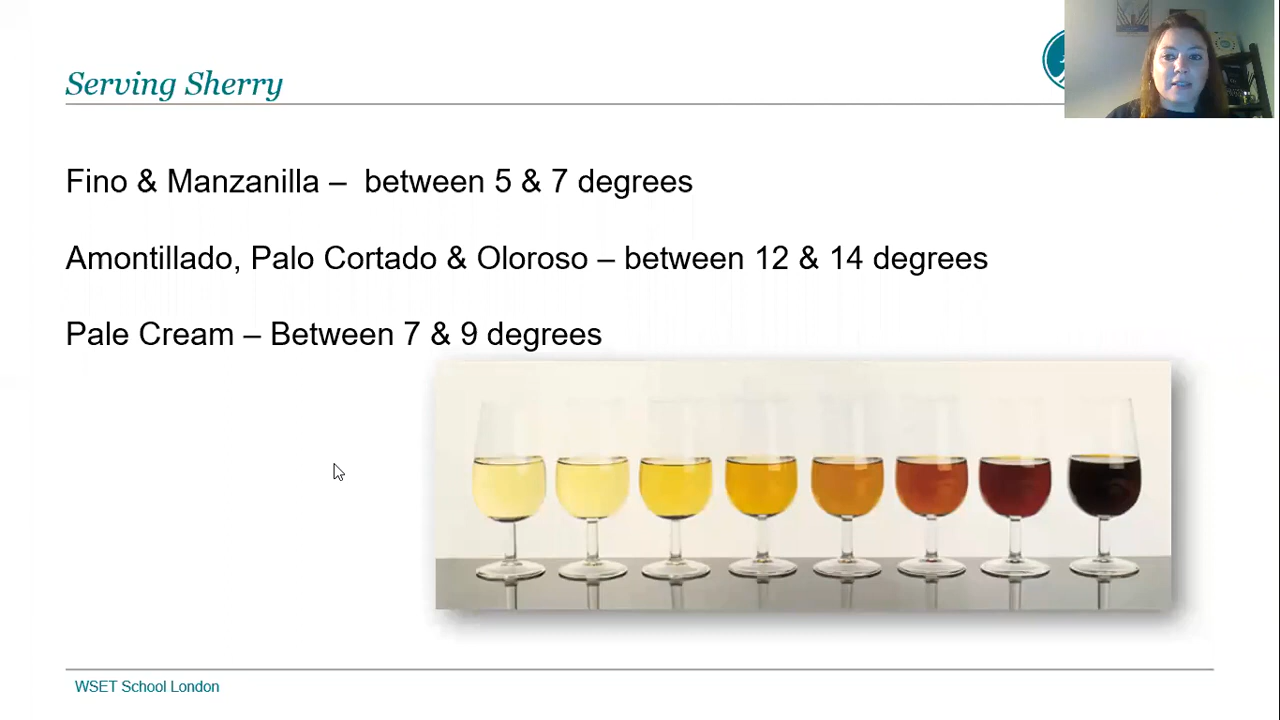 Serving Sherry
Fino & Manzanilla – between 5 & 7 degrees
Amontillado, Palo Cortado & Oloroso – between 12 & 14 degrees
Pale Cream – Between 7 & 9 degrees
WSET School London